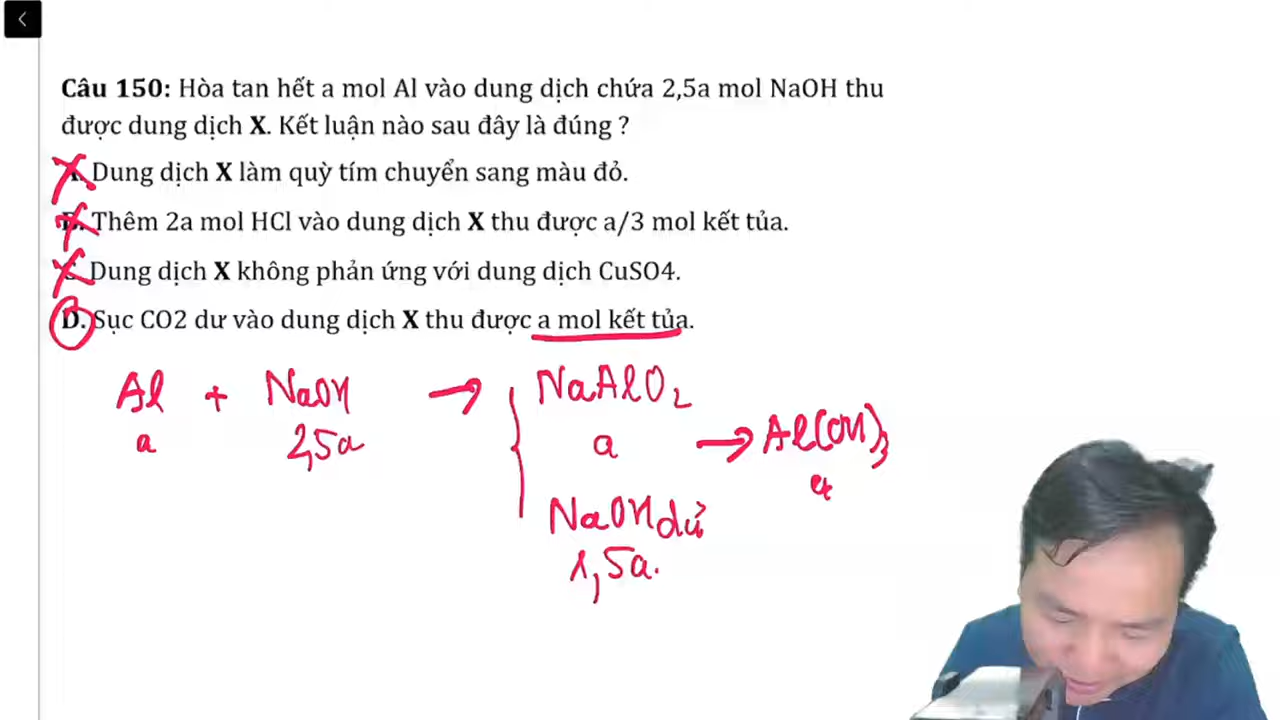 Câu 150: Hòa tan hết a mol Al vào dung dịch chứa 2,5a mol NaOH thu
được dung dịch X. Kết luận nào sau đây là đúng ?
A. Dung dịch X làm quỳ tím chuyển sang màu đỏ.
B. Thêm 2a mol HCl vào dung dịch X thu được a/3 mol kết tủa.
C. Dung dịch X không phản ứng với dung dịch CuSO4.
D. Sục CO2 dư vào dung dịch X thu được a mol kết tủa.
Al + NaOH → { NaAlO2
a 2,5a a → Al(OH)3
a
NaOH dư
1,5a.